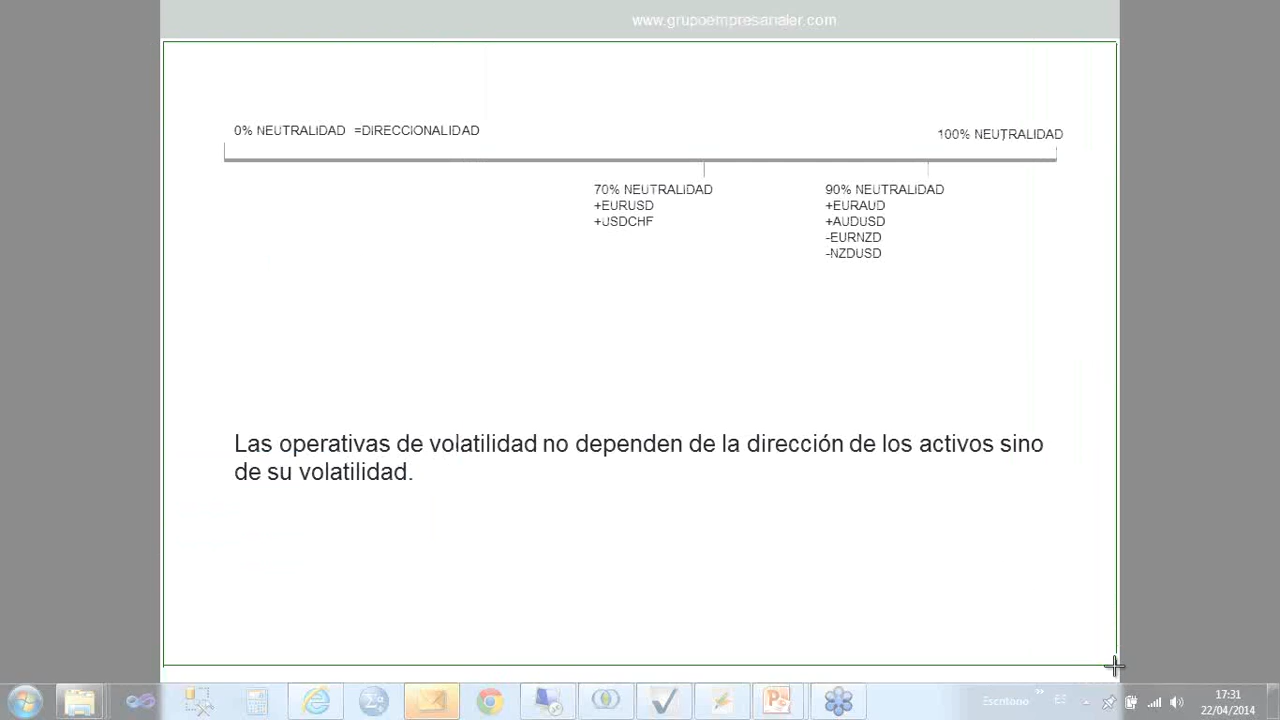 www.grupoempresarialer.com
0% NEUTRALIDAD =DIRECCIONALIDAD
100% NEUTRALIDAD
70% NEUTRALIDAD
+EURUSD
+USDCHF
90% NEUTRALIDAD
+EURAUD
+AUDUSD
-EURNZD
-NZDUSD
Las operativas de volatilidad no dependen de la dirección de los activos sino
de su volatilidad.
Escritorio
ES
17:31
22/04/2014